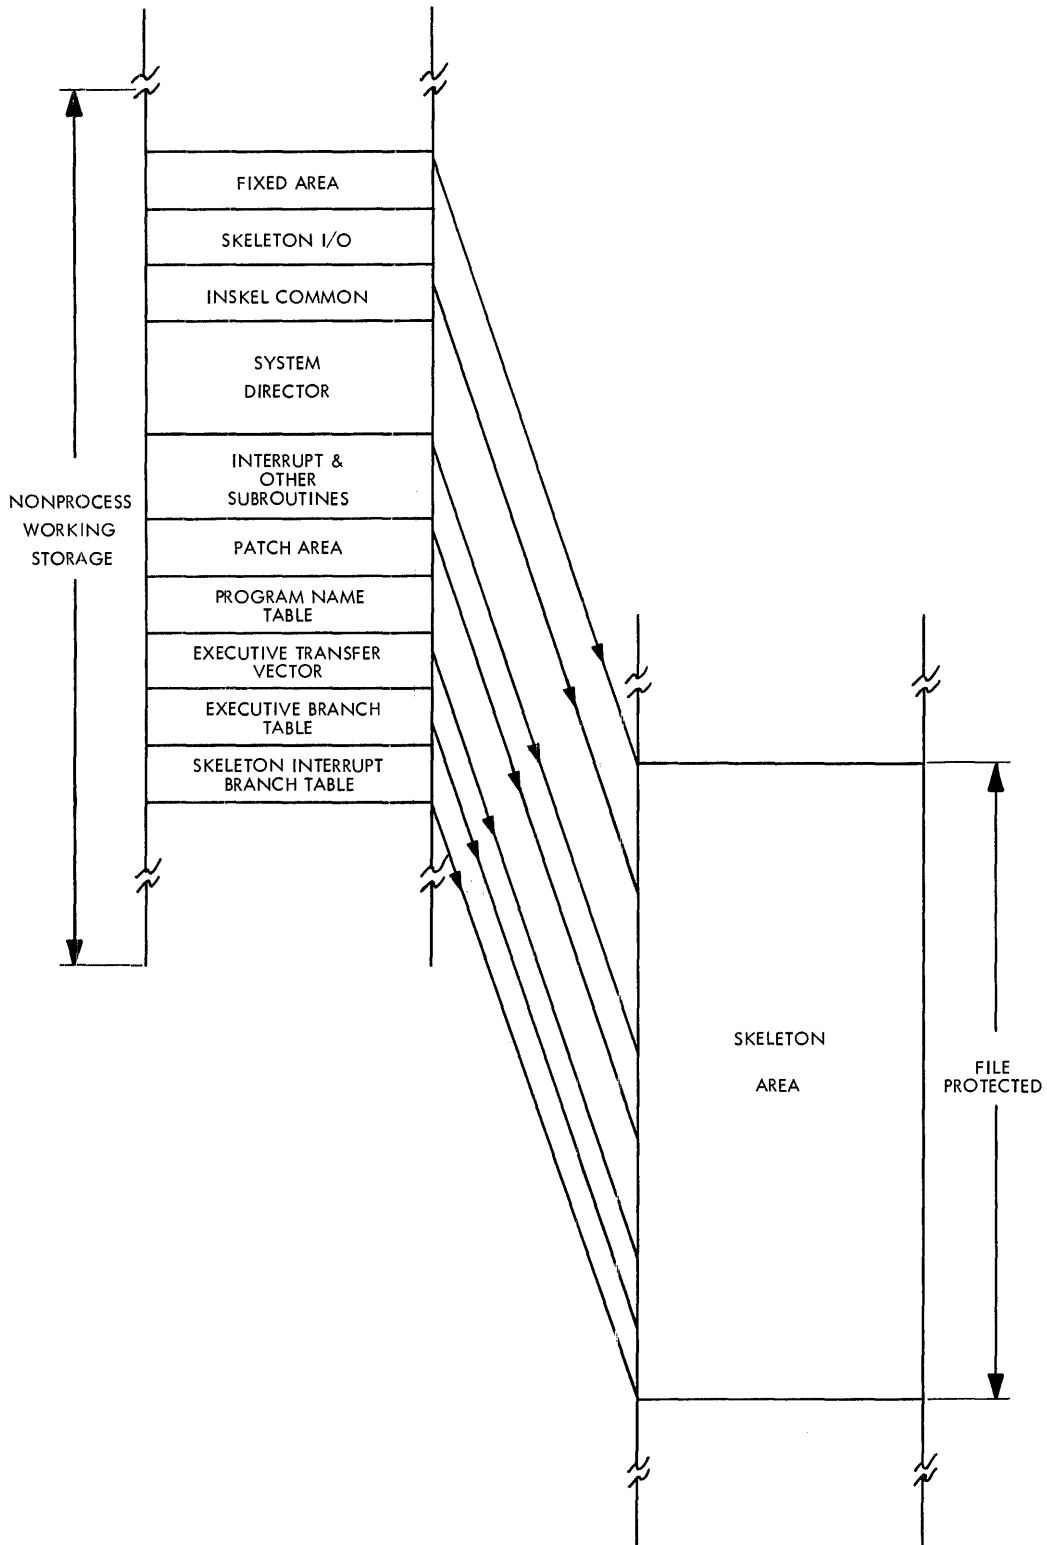 FIXED AREA
SKELETON I/O
INSKEL COMMON
SYSTEM
DIRECTOR
INTERRUPT &
OTHER
SUBROUTINES
PATCH AREA
PROGRAM NAME
TABLE
EXECUTIVE TRANSFER
VECTOR
EXECUTIVE BRANCH
TABLE
SKELETON INTERRUPT
BRANCH TABLE
NONPROCESS
WORKING
STORAGE
SKELETON
AREA
FILE
PROTECTED